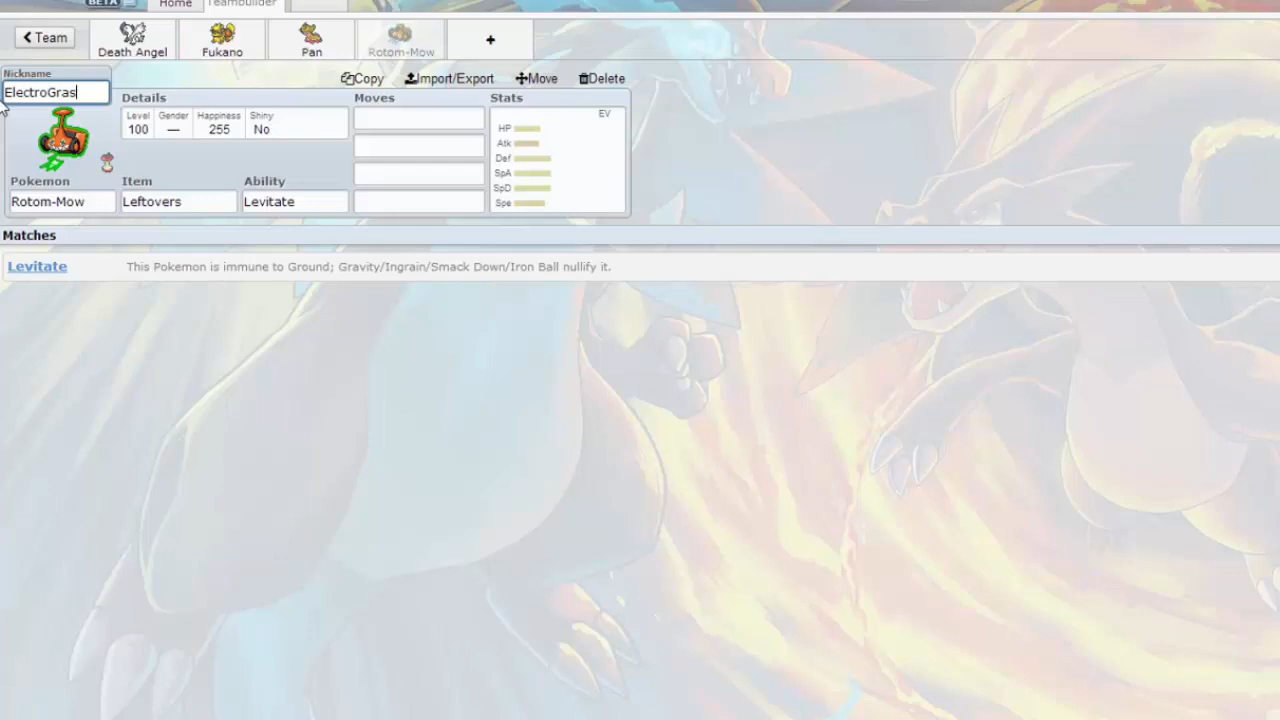 BETA Home Teambuilder
< Team Death Angel Fukano Pan Rotom-Mow +
Nickname
ElectroGras
Copy Import/Export Move Delete
Details Moves Stats
Level Gender Happiness Shiny
100 — 255 No
EV
HP
Atk
Def
SpA
SpD
Spe
Pokemon Item Ability
Rotom-Mow Leftovers Levitate
Matches
Levitate This Pokemon is immune to Ground; Gravity/Ingrain/Smack Down/Iron Ball nullify it.